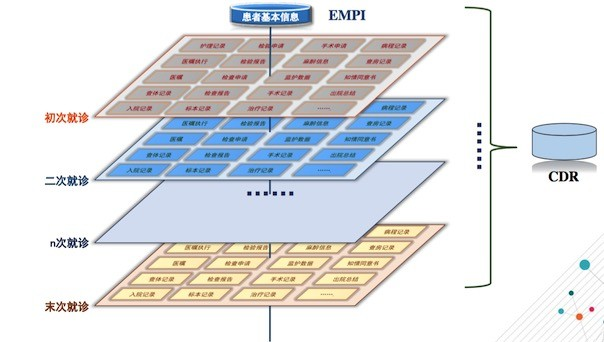 患者基本信息 EMPI
护理记录 检验申请 手术申请 病程记录
医嘱执行 检验报告 麻醉信息 查房记录
医嘱 检查申请 监护数据 知情同意书
查体记录 检查报告 手术记录 出院总结
入院记录 标本记录 治疗记录 ……
初次就诊
病程记录
医嘱执行 检验报告 麻醉信息 查房记录
医嘱 检查申请 监护数据 知情同意书
查体记录 检查报告 手术记录 出院总结
入院记录 标本记录 治疗记录 ……
二次就诊
CDR
……
n次就诊
病程记录
医嘱执行 检验报告 麻醉信息 查房记录
医嘱 检查申请 监护数据 知情同意书
查体记录 检查报告 手术记录 出院总结
入院记录 标本记录 治疗记录 ……
末次就诊